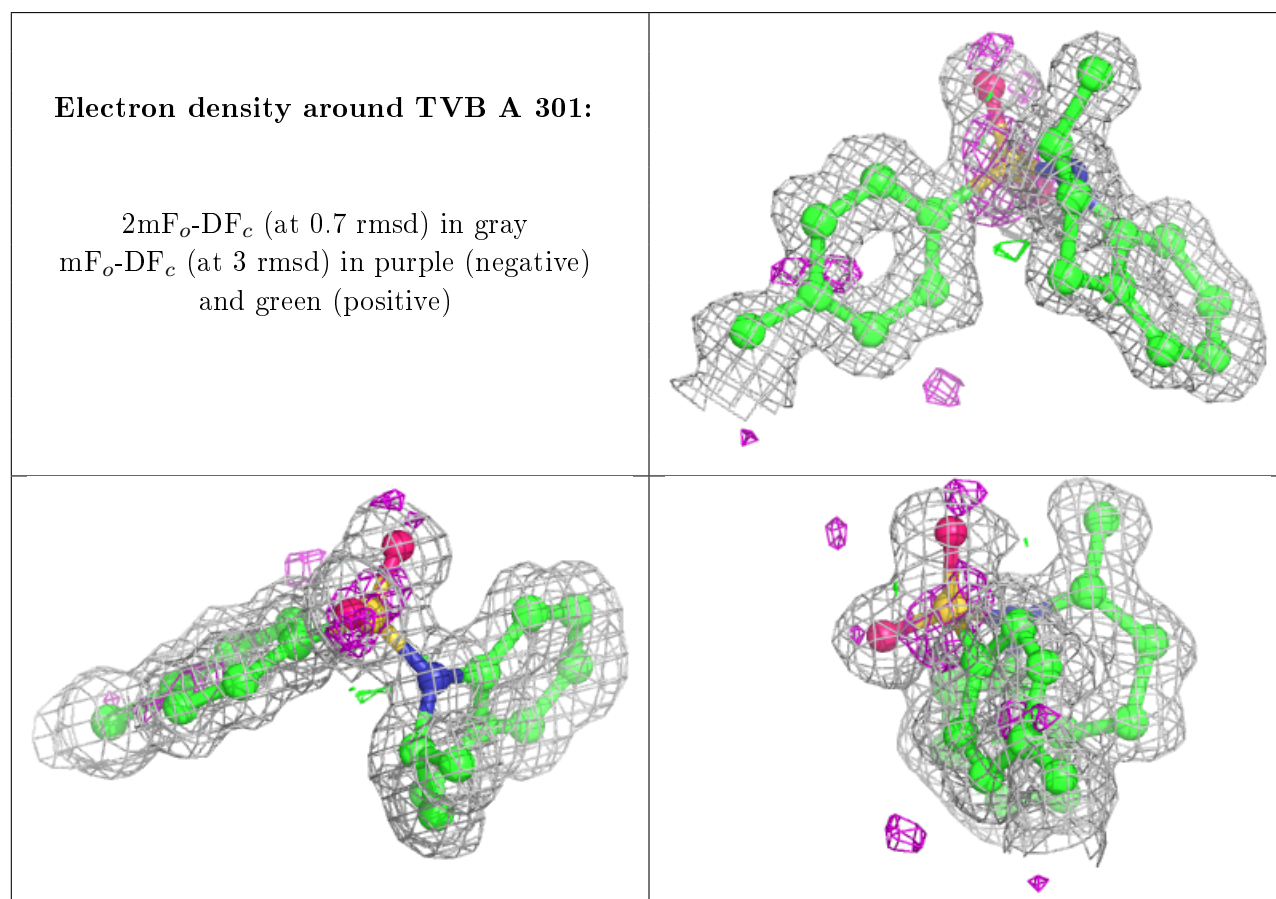 Electron density around TVB A 301:
2mFo-DFc (at 0.7 rmsd) in gray
mFo-DFc (at 3 rmsd) in purple (negative)
and green (positive)